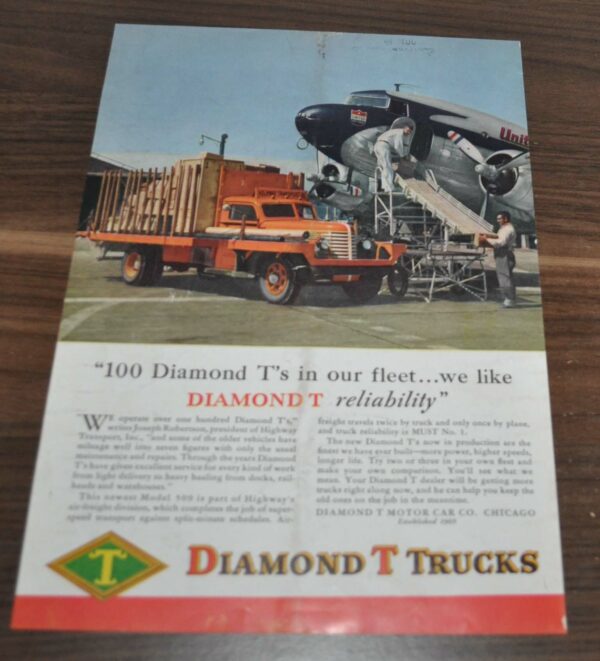 United
"100 Diamond T's in our fleet...we like
DIAMOND T reliability"
"WE operate over one hundred Diamond T's,"
writes Joseph Robertson, president of Highway
Transport, Inc., "and some of the older vehicles have
mileage well into seven figures with only the usual
maintenance and repairs. Through the years Diamond
T's have given excellent service for every kind of work
from light delivery to heavy hauling from docks, rail-
heads and warehouses."
This newest Model 509 is part of Highway's
air-freight division, which completes the job of super-
speed transport against split-minute schedules. Air-
freight travels twice by truck and only once by plane,
and truck reliability is MUST No. 1.
The new Diamond T's now in production are the
finest we have ever built—more power, higher speeds,
longer life. Try two or three in your own fleet and
make your own comparison. You'll see what we
mean. Your Diamond T dealer will be getting more
trucks right along now, and he can help you keep the
old ones on the job in the meantime.
DIAMOND T MOTOR CAR CO. CHICAGO
Established 1905
T
DIAMOND T TRUCKS